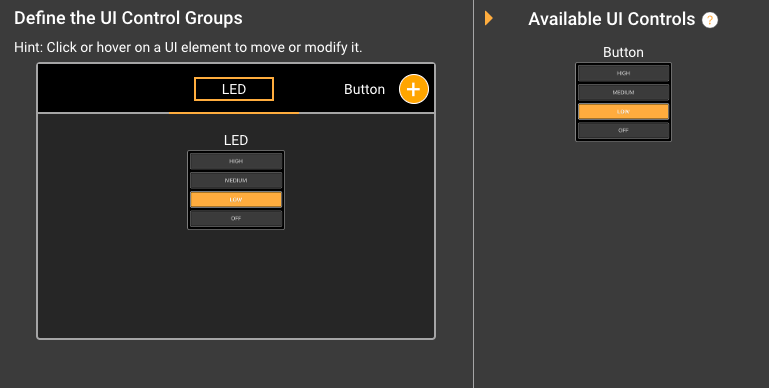 Define the UI Control Groups
Hint: Click or hover on a UI element to move or modify it.
LED
Button
+
LED
HIGH
MEDIUM
LOW
OFF
Available UI Controls ?
Button
HIGH
MEDIUM
LOW
OFF